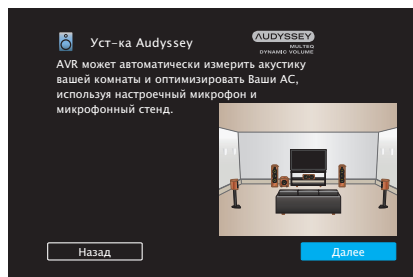 Уст-ка Audyssey
AUDYSSEY
MULTEQ
DYNAMIC VOLUME
AVR может автоматически измерить акустику
вашей комнаты и оптимизировать Ваши АС,
используя настроечный микрофон и
микрофонный стенд.
Назад
Далее